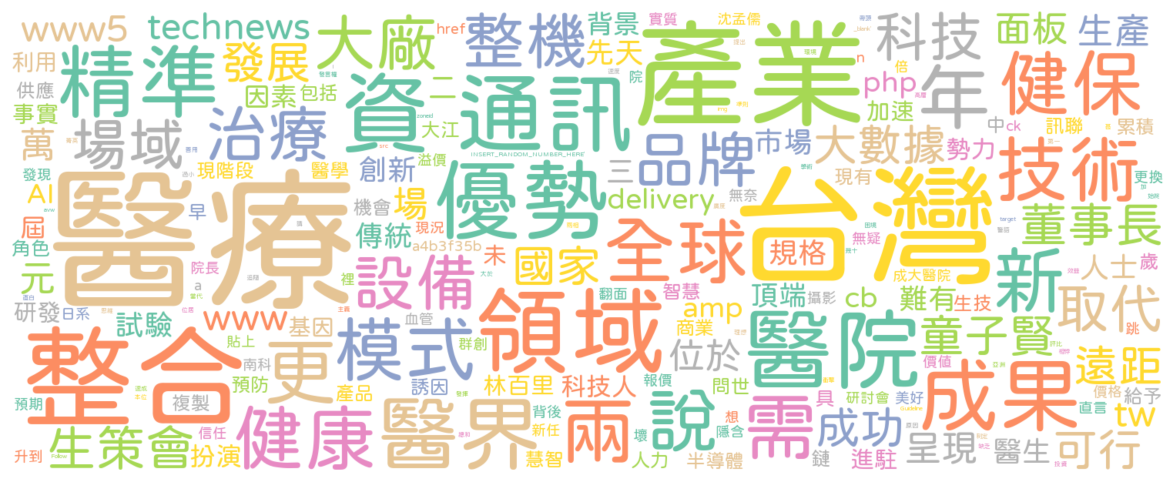 www5 technews 大廠 href 整機 背景 實質 沈孟儒 產業 科技 面板 生產
利用 精準 發展 先天 院 php 年 健保
供應 因素 包括 資 二 通訊 倍 n 加速
事實 場域 治療 大江 品牌 市場 大數據 勢力 中 ck 訊聯 累積
萬 現階段 醫學 創新 溢價 優勢 INSERT_RANDOM_NUMBER_HERE 三 現有 技術
發現 AI 醫療 早 機會 場 delivery 無奈 台灣 更換
屆 角色 傳統 現況 全球 規格 無疑 董事長
元 院長 a 裡 a4b3f35b 未 國家 成大醫院 新 人士 歲
研發 日系 設備 翻面 智慧 頂端 攝影 cb 難有 生技 取代
試驗 www 基因 血管 模式 領域 amp 商業 醫院 童子賢 跳
貼上 群創 位於 價值 遠距
整合 南科 更 預防 誘因 林百里 科技人 報價 問世 成果 價格 給予
預期 複製 產品 醫界 背後 兩 說 想 需 具 研討會 美好 直言 tw
生策會 信任 健康 新任 壞 隱含 成功 呈現 醫生 可行
升到 扮演 慧智 人力 半導體 鏈 進駐